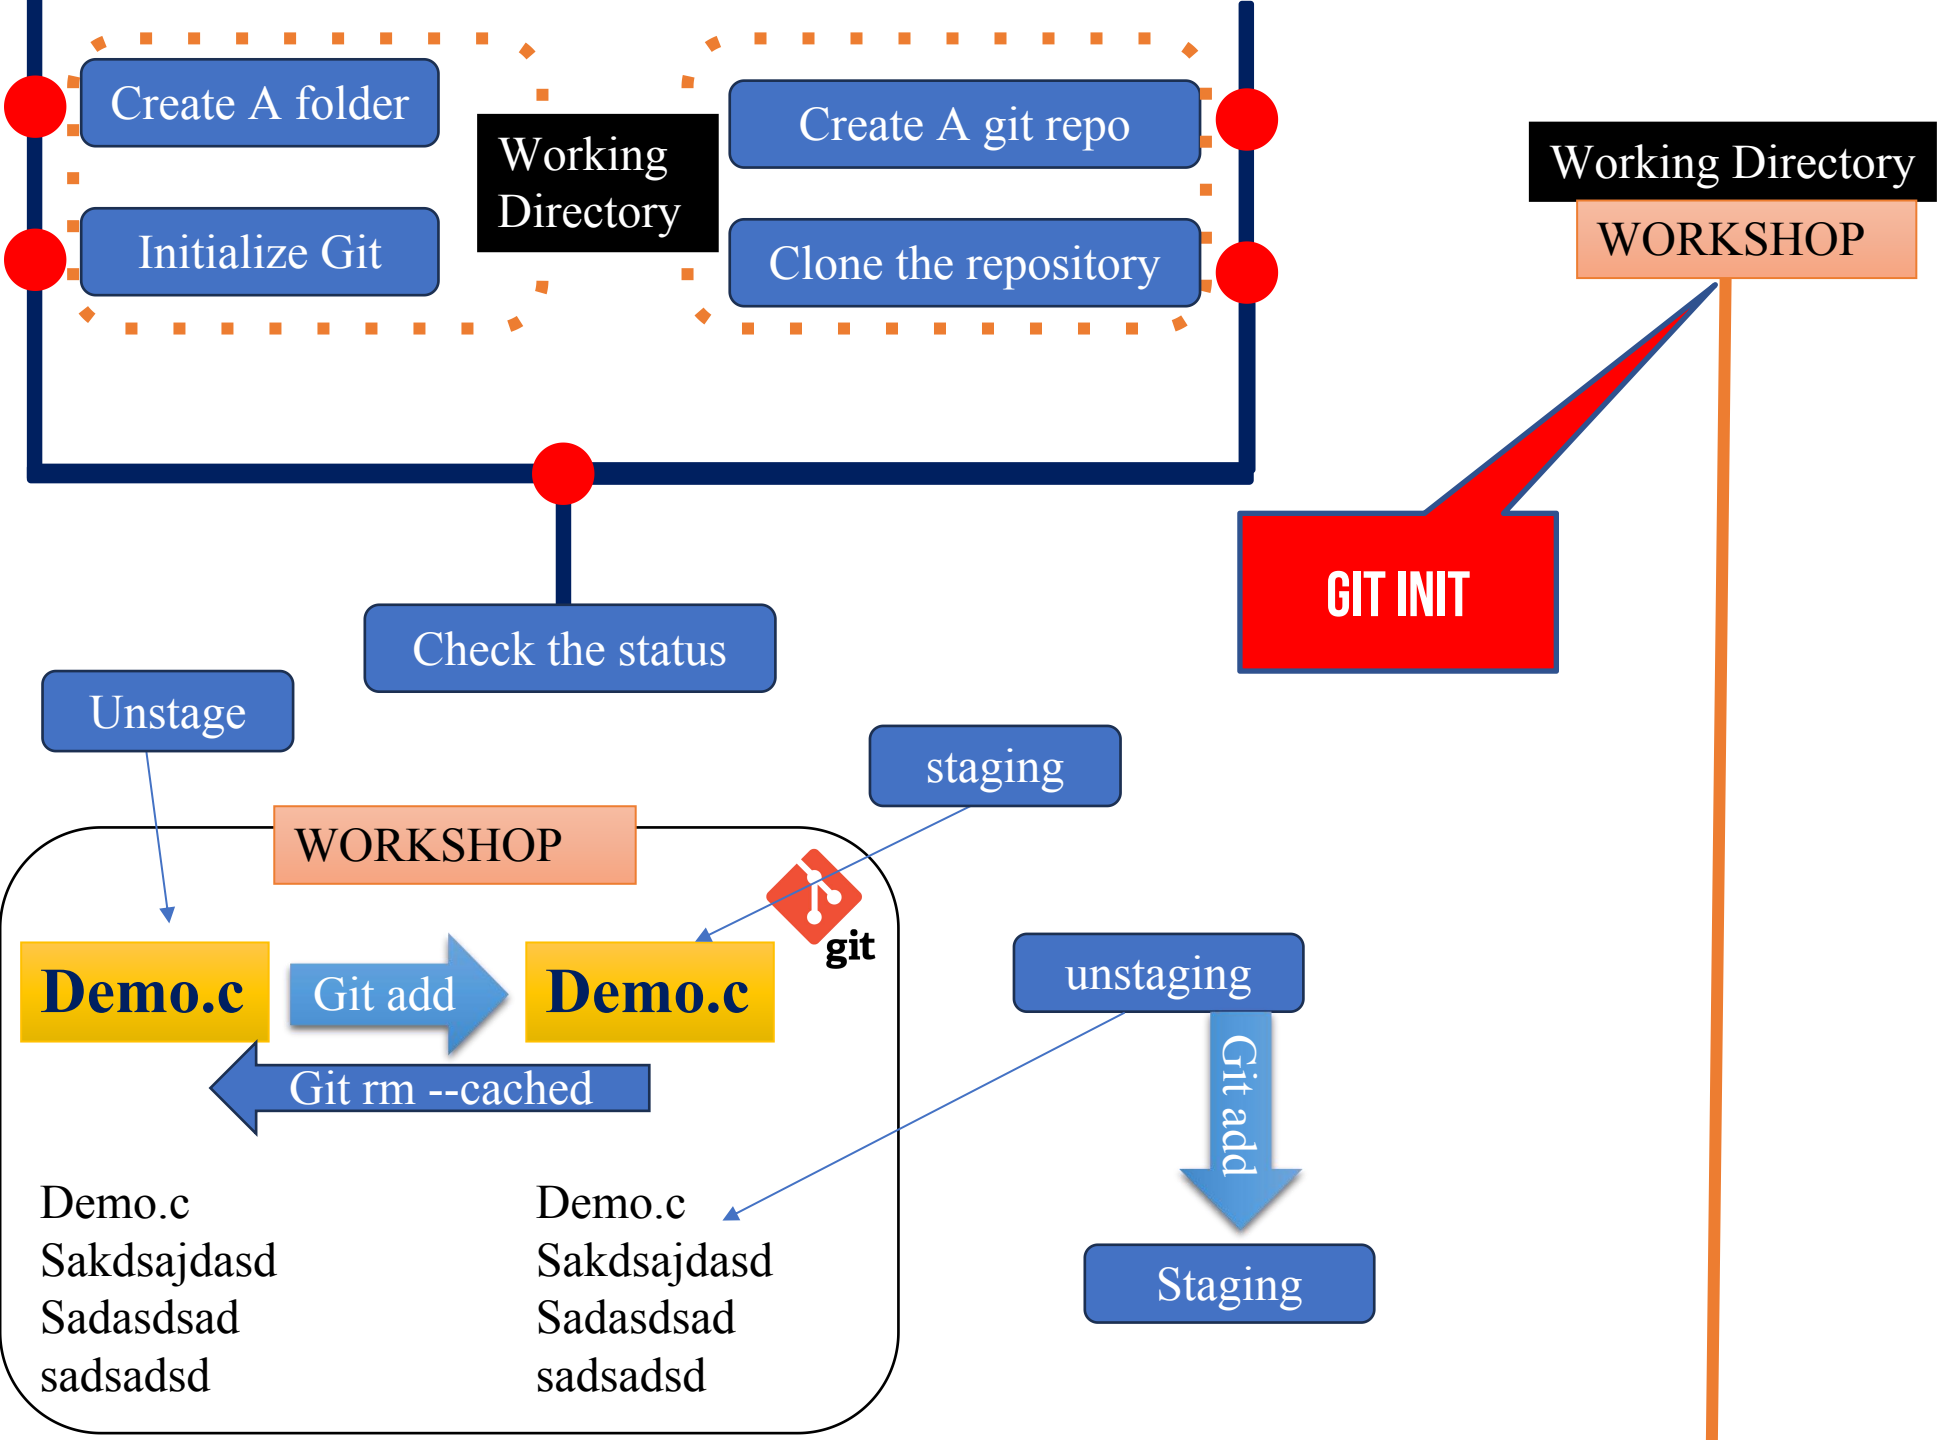 Create A folder
Initialize Git
Working
Directory
Create A git repo
Clone the repository
Working Directory
WORKSHOP
GIT INIT
Check the status
Unstage
staging
WORKSHOP
git
Demo.c
Git add
Demo.c
Git rm --cached
unstaging
Git add
Staging
Demo.c
Sakdsajdasd
Sadasdsad
sadsadsd
Demo.c
Sakdsajdasd
Sadasdsad
sadsadsd